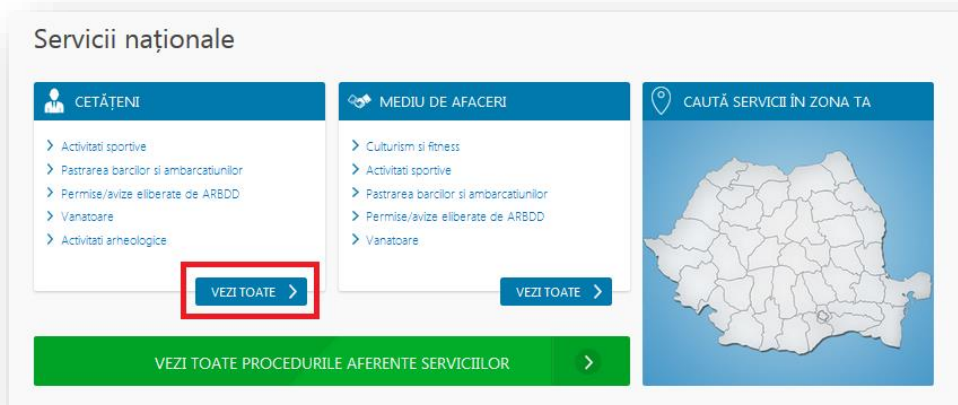 Servicii naționale
CETĂȚENI
Activitati sportive
Pastrarea barcilor si ambarcatiunilor
Permise/avize eliberate de ARBDD
Vanatoare
Activitati arheologice
VEZI TOATE
MEDIU DE AFACERI
Culturism si fitness
Activitati sportive
Pastrarea barcilor si ambarcatiunilor
Permise/avize eliberate de ARBDD
Vanatoare
VEZI TOATE
CAUTĂ SERVICII ÎN ZONA TA
VEZI TOATE PROCEDURILE AFERENTE SERVICIILOR